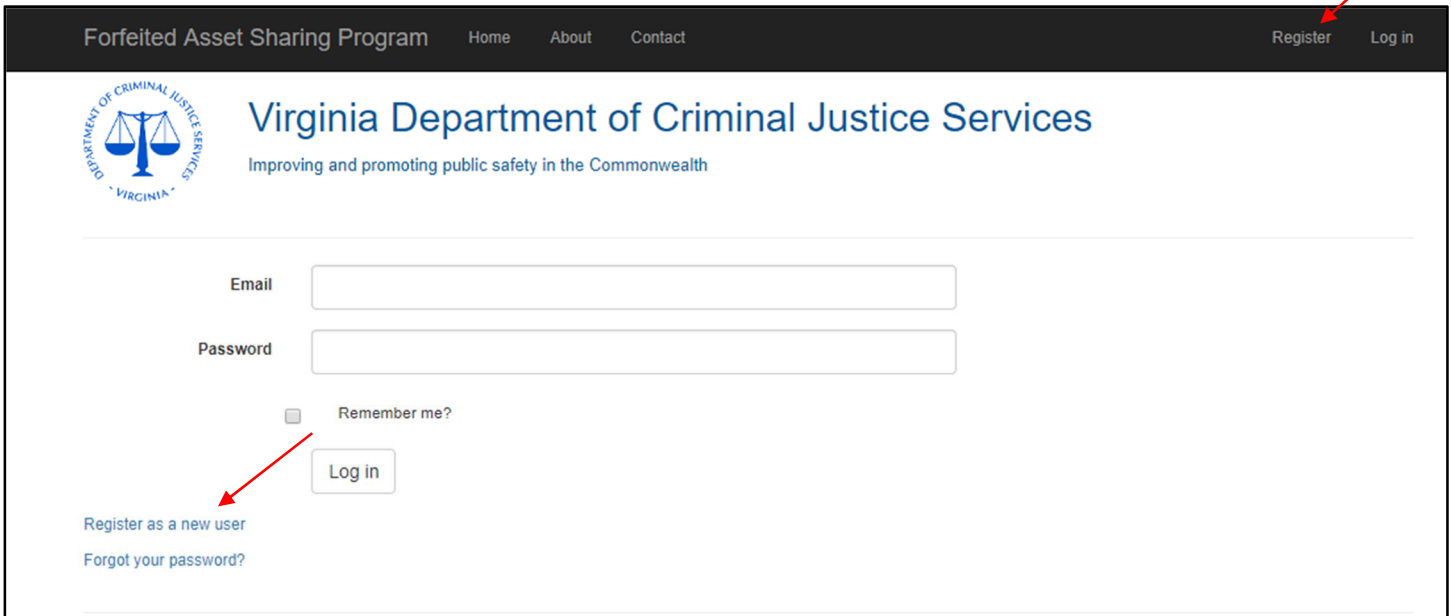 Forfeited Asset Sharing Program Home About Contact Register Log in
DEPARTMENT OF CRIMINAL JUSTICE SERVICES
- VIRGINIA -
Virginia Department of Criminal Justice Services
Improving and promoting public safety in the Commonwealth
Email
Password
Remember me?
Log in
Register as a new user
Forgot your password?